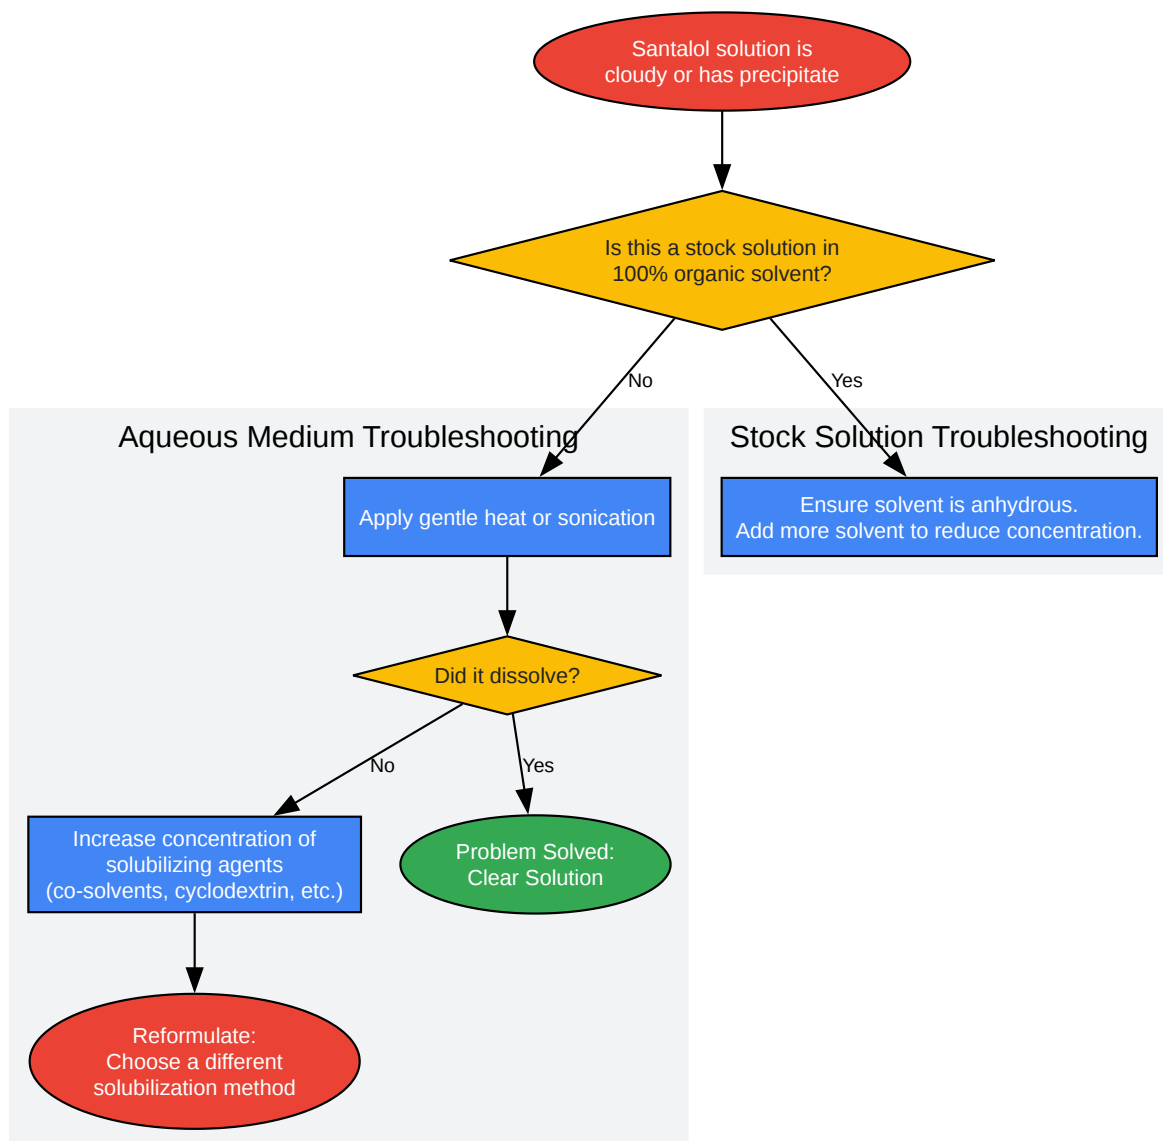 Santalol solution is
cloudy or has precipitate
Is this a stock solution in
100% organic solvent?
No
Yes
Aqueous Medium Troubleshooting
Stock Solution Troubleshooting
Apply gentle heat or sonication
Ensure solvent is anhydrous.
Add more solvent to reduce concentration.
Did it dissolve?
No
Yes
Increase concentration of
solubilizing agents
(co-solvents, cyclodextrin, etc.)
Problem Solved:
Clear Solution
Reformulate:
Choose a different
solubilization method